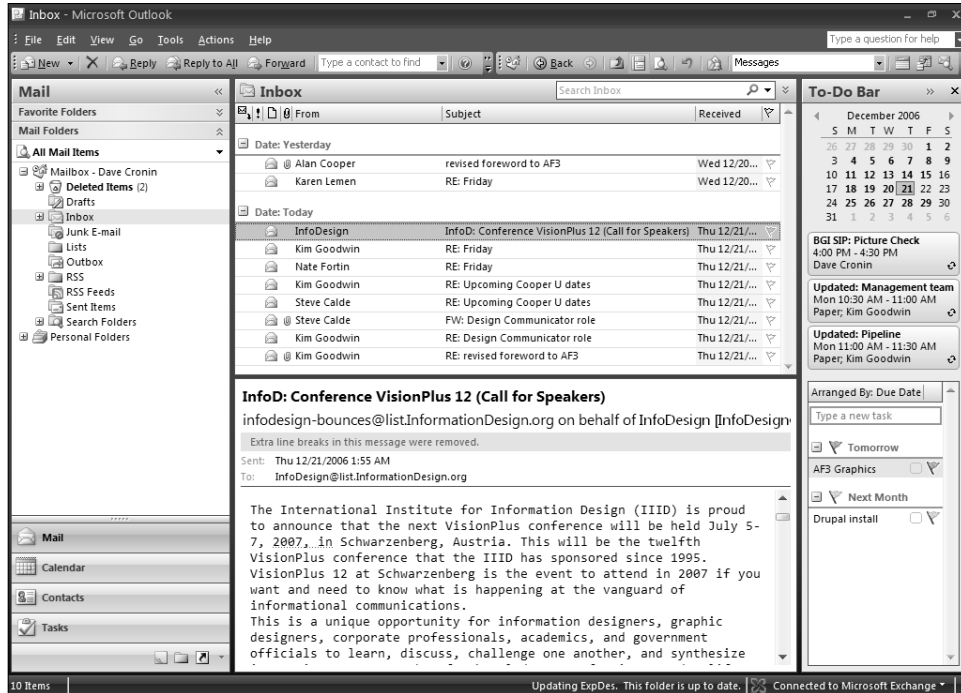 Inbox - Microsoft Outlook
File Edit View Go Tools Actions Help
Type a question for help
New Reply Reply to All Forward Type a contact to find Back Messages
Mail
Favorite Folders
Mail Folders
All Mail Items
Mailbox - Dave Cronin
Deleted Items (2)
Drafts
Inbox
Junk E-mail
Lists
Outbox
RSS
RSS Feeds
Sent Items
Search Folders
Personal Folders
Mail
Calendar
Contacts
Tasks
Inbox Search Inbox
From Subject Received
Date: Yesterday
Alan Cooper revised foreword to AF3 Wed 12/20...
Karen Lemen RE: Friday Wed 12/20...
Date: Today
InfoDesign InfoD: Conference VisionPlus 12 (Call for Speakers) Thu 12/21/...
Kim Goodwin RE: Friday Thu 12/21/...
Nate Fortin RE: Friday Thu 12/21/...
Kim Goodwin RE: Upcoming Cooper U dates Thu 12/21/...
Steve Calde RE: Upcoming Cooper U dates Thu 12/21/...
Steve Calde FW: Design Communicator role Thu 12/21/...
Kim Goodwin RE: Design Communicator role Thu 12/21/...
Kim Goodwin RE: revised foreword to AF3 Thu 12/21/...
InfoD: Conference VisionPlus 12 (Call for Speakers)
infodesign-bounces@list.InformationDesign.org on behalf of InfoDesign [InfoDesign
Extra line breaks in this message were removed.
Sent: Thu 12/21/2006 1:55 AM
To: InfoDesign@list.InformationDesign.org
The International Institute for Information Design (IIID) is proud
to announce that the next VisionPlus conference will be held July 5-
7, 2007, in Schwarzenberg, Austria. This will be the twelfth
VisionPlus conference that the IIID has sponsored since 1995.
VisionPlus 12 at Schwarzenberg is the event to attend in 2007 if you
want and need to know what is happening at the vanguard of
informational communications.
This is a unique opportunity for information designers, graphic
designers, corporate professionals, academics, and government
officials to learn, discuss, challenge one another, and synthesize
To-Do Bar
December 2006
S M T W T F S
26 27 28 29 30 1 2
3 4 5 6 7 8 9
10 11 12 13 14 15 16
17 18 19 20 21 22 23
24 25 26 27 28 29 30
31 1 2 3 4 5 6
BGI SIP: Picture Check
4:00 PM - 4:30 PM
Dave Cronin
Updated: Management team
Mon 10:30 AM - 11:00 AM
Paper; Kim Goodwin
Updated: Pipeline
Mon 11:00 AM - 11:30 AM
Paper; Kim Goodwin
Arranged By: Due Date
Type a new task
Tomorrow
AF3 Graphics
Next Month
Drupal install
10 Items
Updating ExpDes. This folder is up to date. Connected to Microsoft Exchange